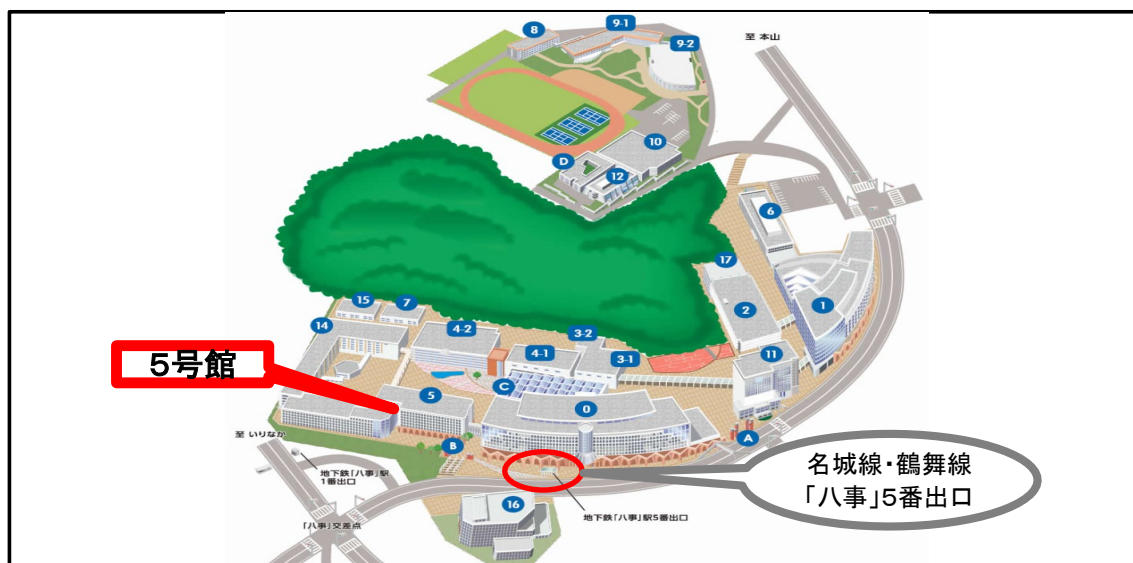 8
9-1
9-2
至 本山
10
D
12
6
17
15
7
2
1
14
4-2
3-2
4-1
3-1
11
5号館
5
C
0
B
A
至 いりなか
地下鉄「八事」駅
1番出口
名城線・鶴舞線
「八事」5番出口
16
地下鉄「八事」駅5番出口
「八事」交差点